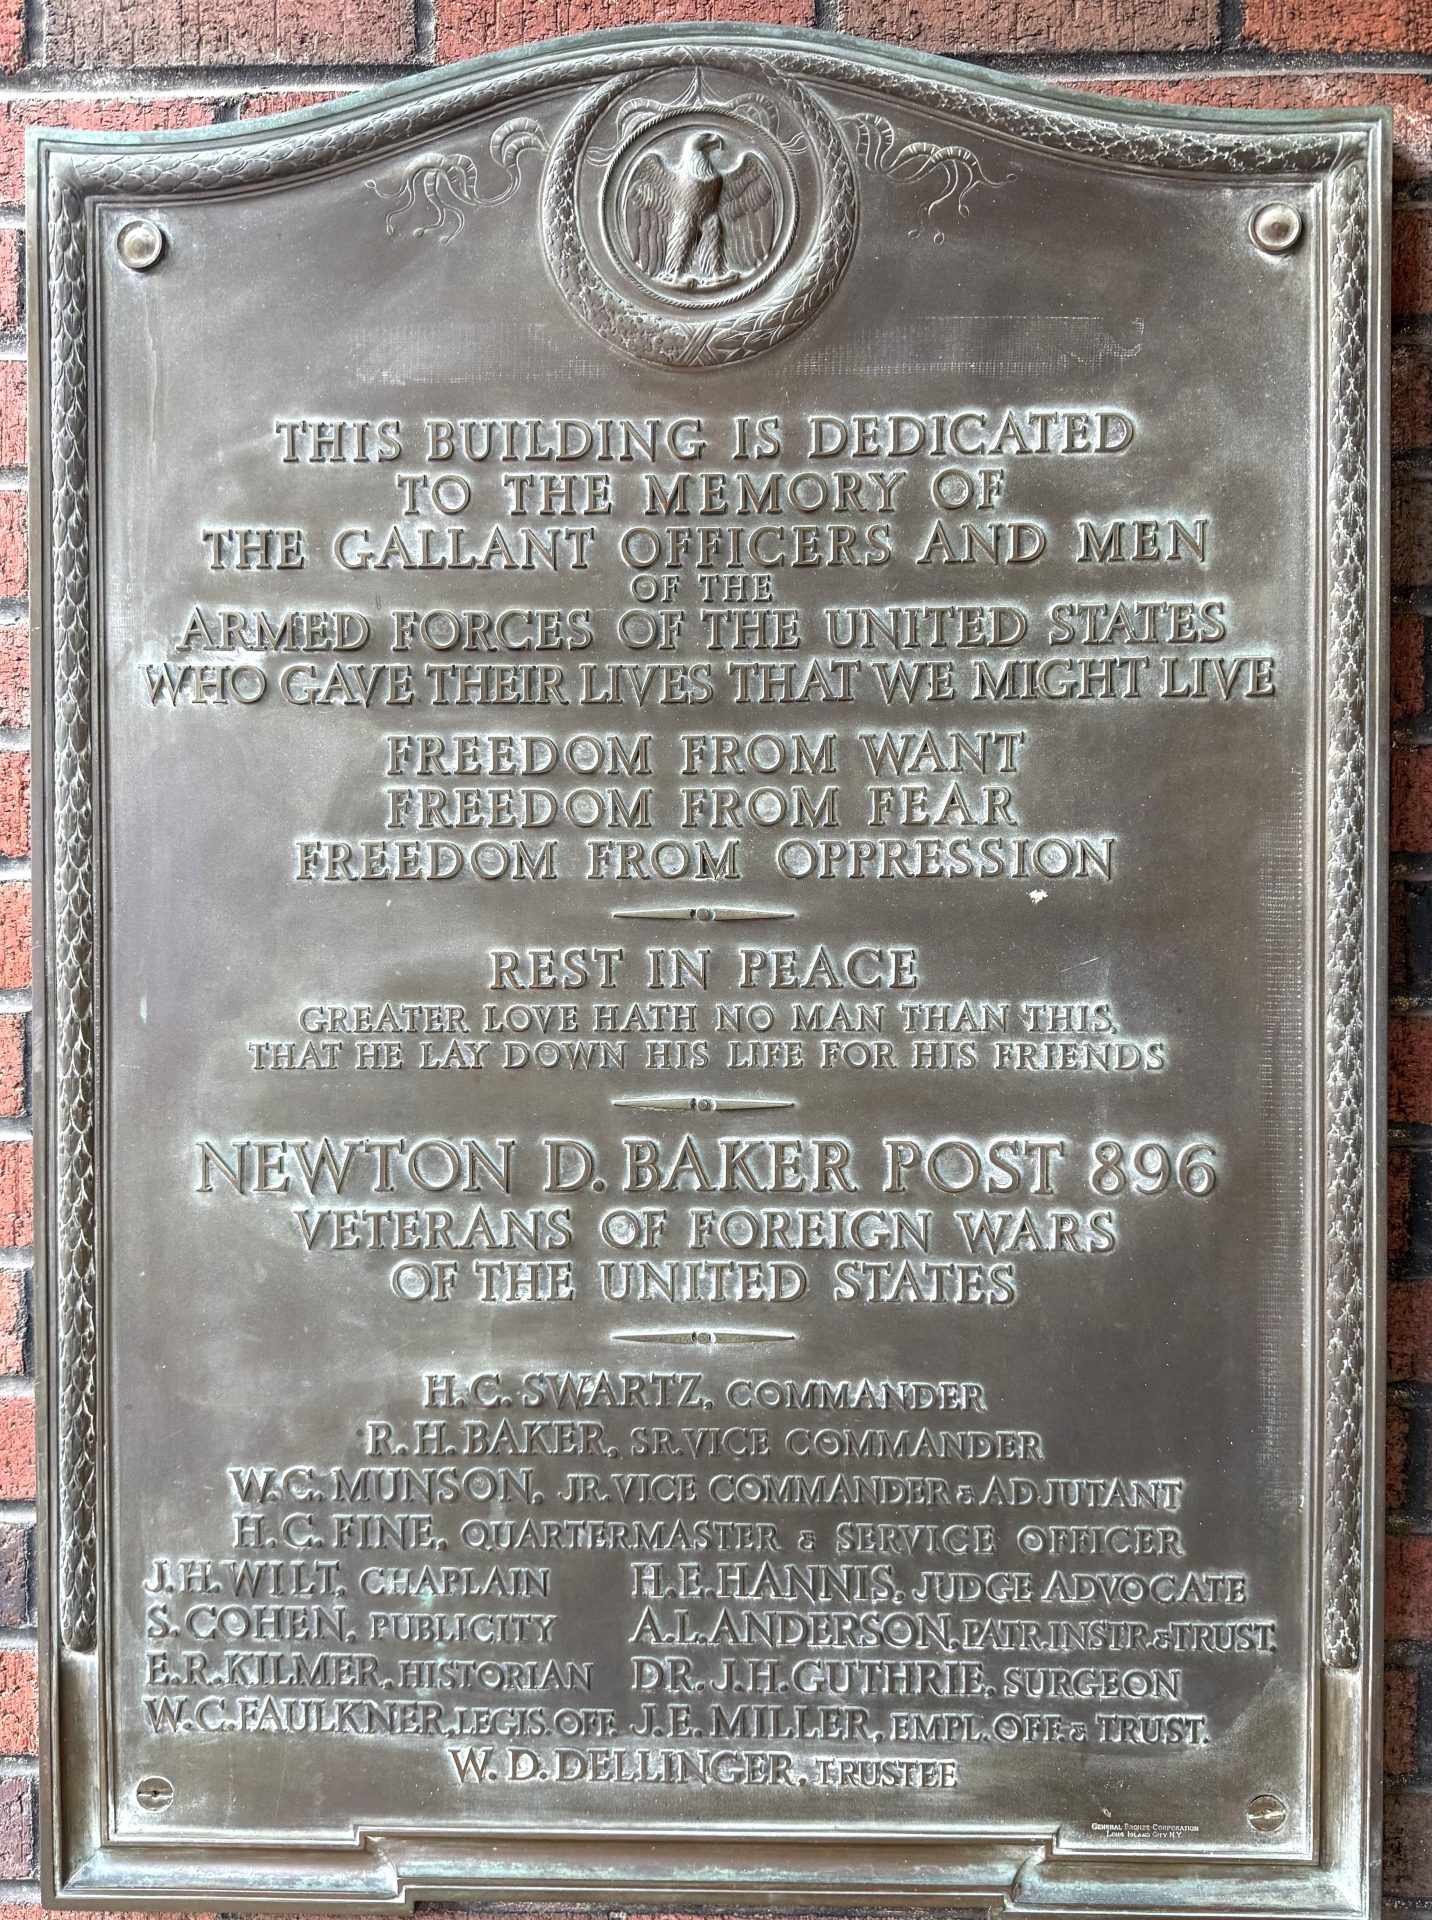 THIS BUILDING IS DEDICATED
TO THE MEMORY OF
THE GALLANT OFFICERS AND MEN
OF THE
ARMED FORCES OF THE UNITED STATES
WHO GAVE THEIR LIVES THAT WE MIGHT LIVE
FREEDOM FROM WANT
FREEDOM FROM FEAR
FREEDOM FROM OPPRESSION
REST IN PEACE
GREATER LOVE HATH NO MAN THAN THIS,
THAT HE LAY DOWN HIS LIFE FOR HIS FRIENDS
NEWTON D. BAKER POST 896
VETERANS OF FOREIGN WARS
OF THE UNITED STATES
H. C. SWARTZ, COMMANDER
R. H. BAKER, SR. VICE COMMANDER
W. C. MUNSON, JR. VICE COMMANDER & ADJUTANT
H. C. FINE, QUARTERMASTER & SERVICE OFFICER
J. H. WILT, CHAPLAIN H. E. HANNIS, JUDGE ADVOCATE
S. COHEN, PUBLICITY A. L. ANDERSON, PATR. INSTR. & TRUST.
E. R. KILMER, HISTORIAN DR. J. H. GUTHRIE, SURGEON
W. C. FAULKNER, LEGIS. OFF. J. E. MILLER, EMPL. OFF. & TRUST.
W. D. DELLINGER, TRUSTEE
GENERAL BRONZE CORPORATION
LONG ISLAND CITY N.Y.